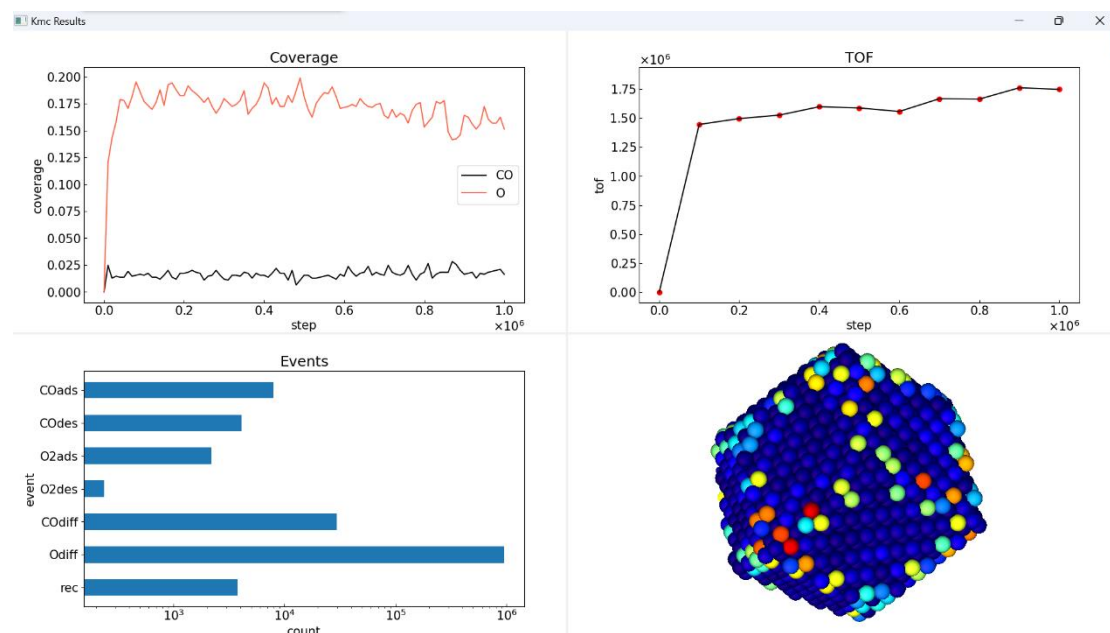 Kmc Results
Coverage
0.200
0.175
0.150
0.125
0.100
0.075
0.050
0.025
0.000
coverage
CO
O
0.0 0.2 0.4 0.6 0.8 1.0
step
×10⁶
TOF
×10⁶
1.75
1.50
1.25
1.00
0.75
0.50
0.25
0.00
tof
0.0 0.2 0.4 0.6 0.8 1.0
step
×10⁶
Events
COads
COdes
O2ads
O2des
COdiff
Odiff
rec
event
10³ 10⁴ 10⁵ 10⁶
count